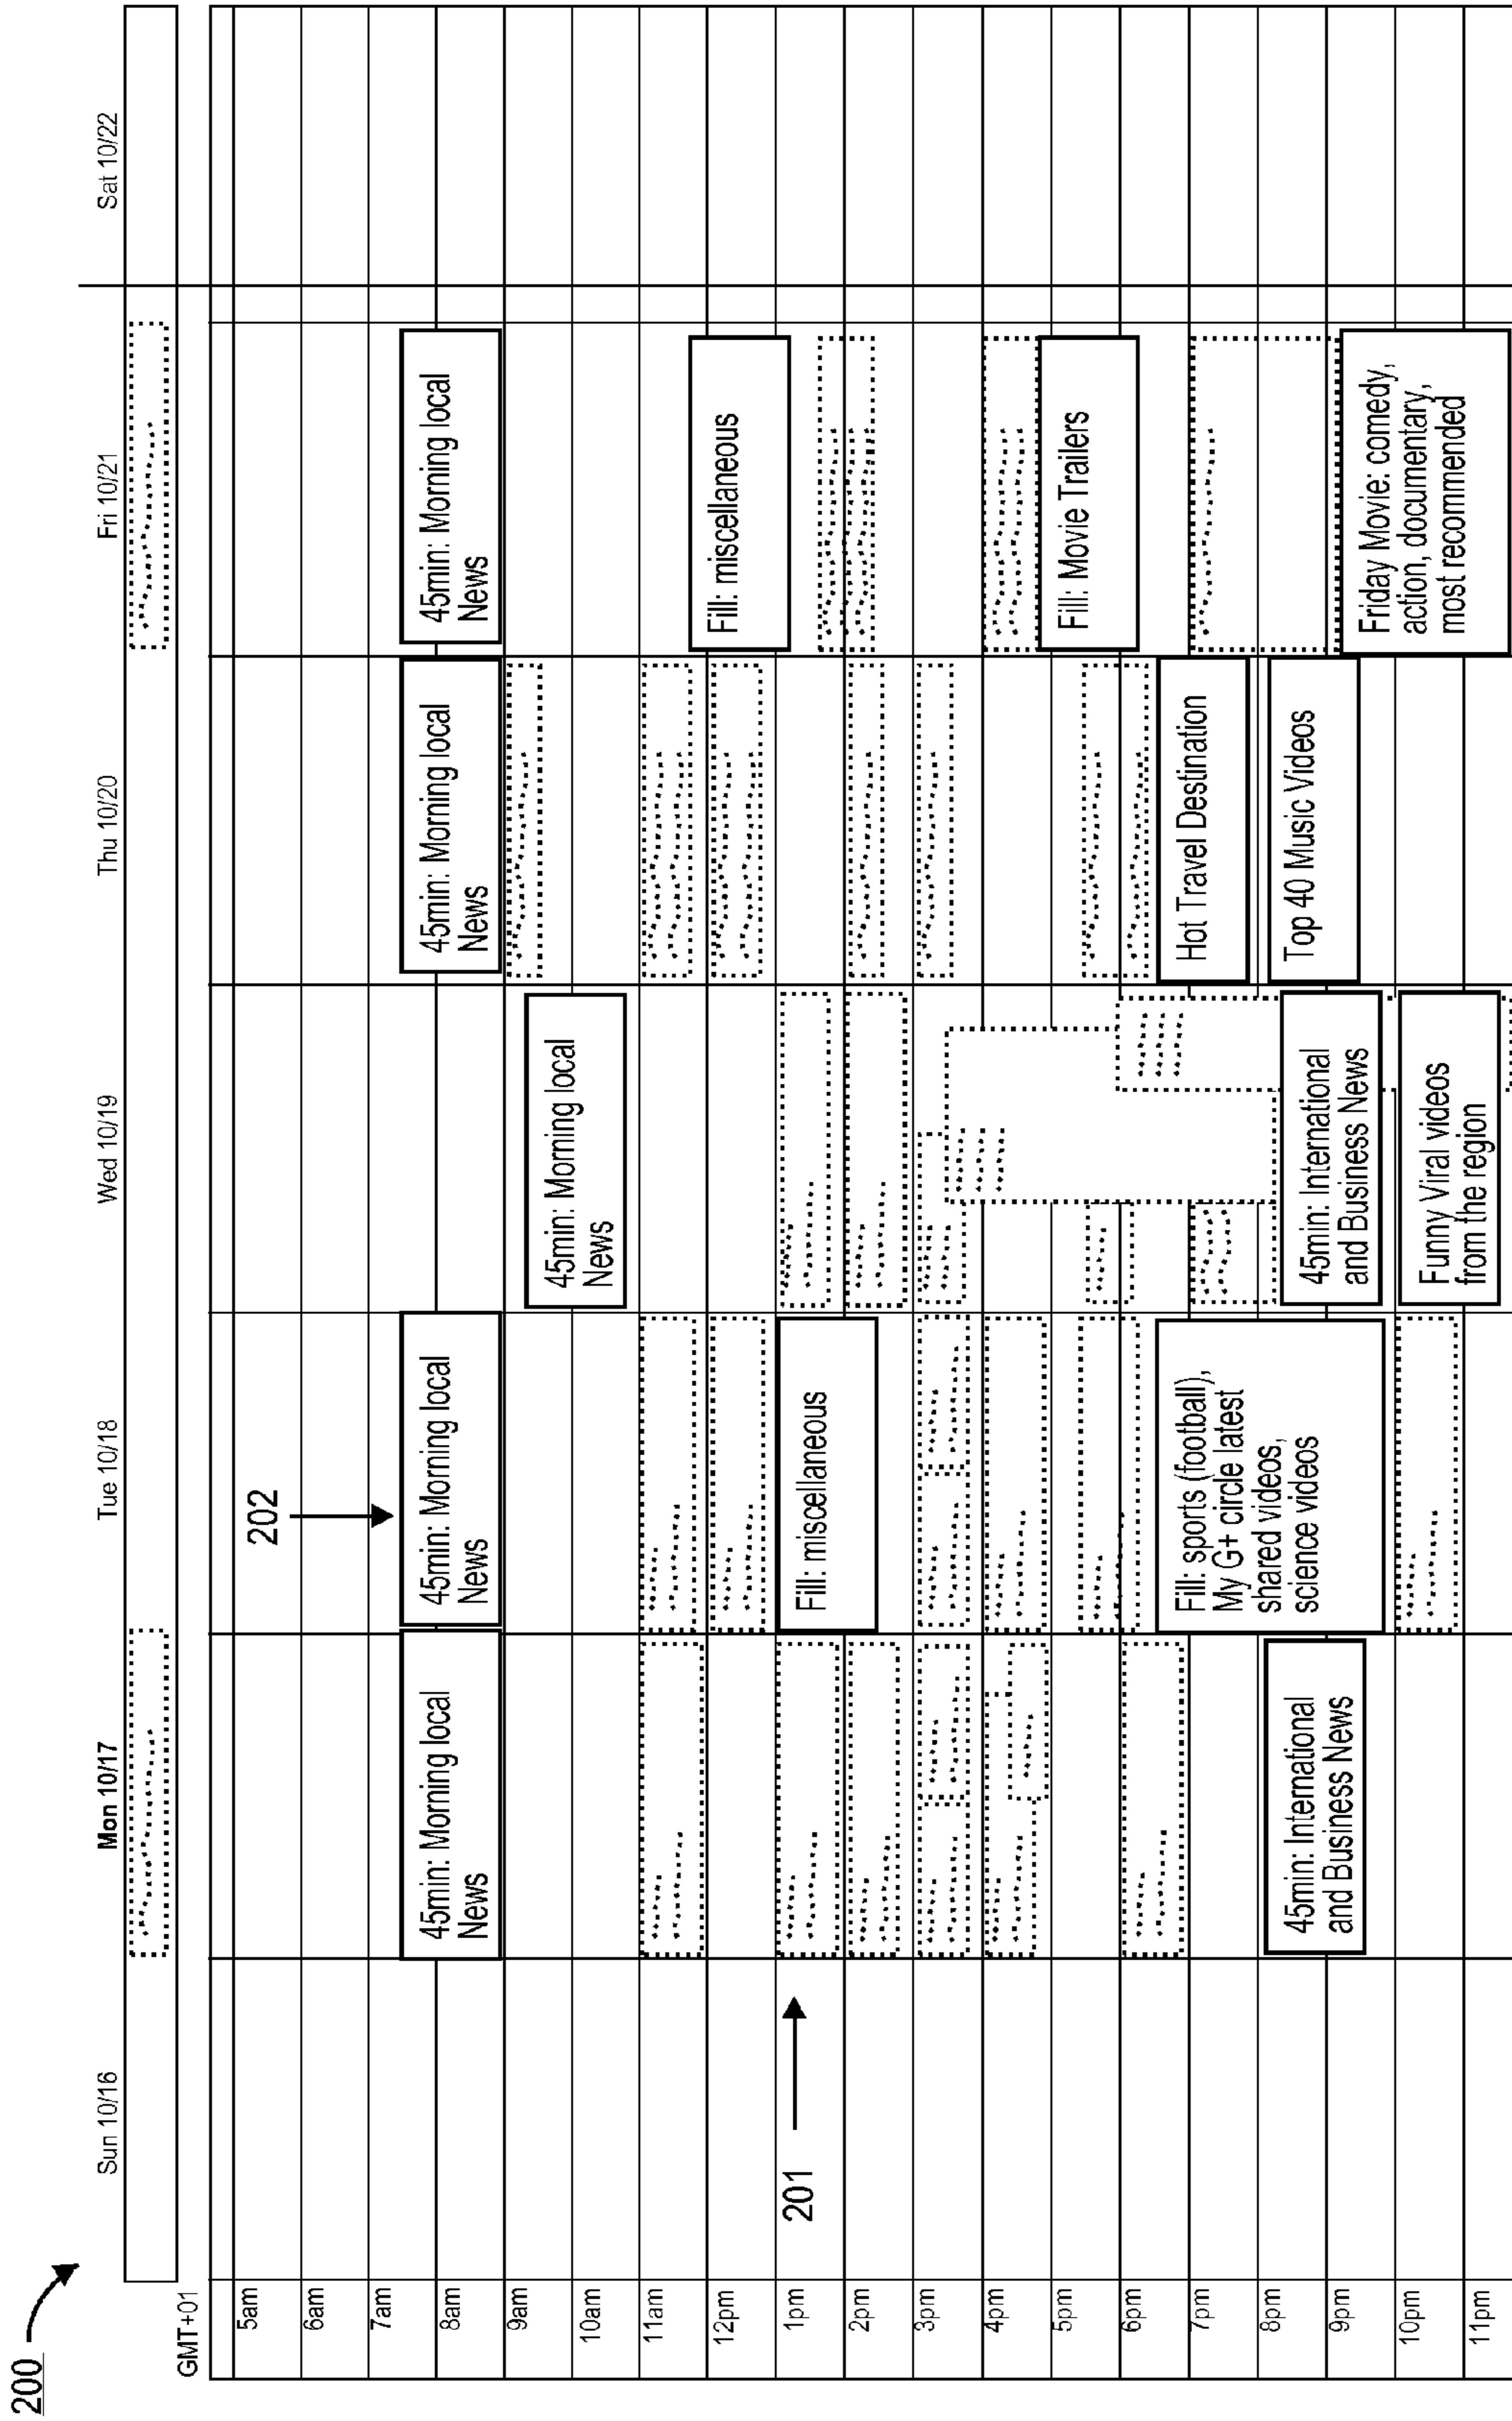 200
Sun 10/16
Mon 10/17
Tue 10/18
Wed 10/19
Thu 10/20
Fri 10/21
Sat 10/22
GMT+01
5am
6am
7am
8am
9am
10am
11am
12pm
1pm
2pm
3pm
4pm
5pm
6pm
7pm
8pm
9pm
10pm
11pm
201
202
45min: Morning local
News
45min: International
and Business News
45min: Morning local
News
Fill: miscellaneous
Fill: sports (football),
My G+ circle latest
shared videos,
science videos
45min: Morning local
News
45min: International
and Business News
Funny Viral videos
from the region
45min: Morning local
News
Hot Travel Destination
Top 40 Music Videos
45min: Morning local
News
Fill: miscellaneous
Fill: Movie Trailers
Friday Movie: comedy,
action, documentary,
most recommended